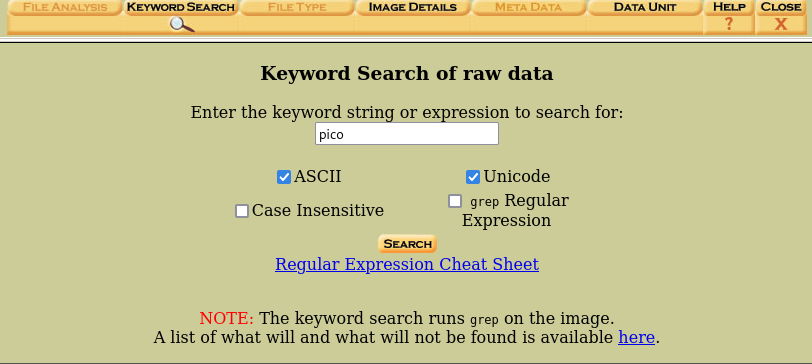 FILE ANALYSIS KEYWORD SEARCH FILE TYPE IMAGE DETAILS META DATA DATA UNIT HELP CLOSE
? X
Keyword Search of raw data
Enter the keyword string or expression to search for:
pico
ASCII Unicode
Case Insensitive grep Regular
Expression
SEARCH
Regular Expression Cheat Sheet
NOTE: The keyword search runs grep on the image.
A list of what will and what will not be found is available here.